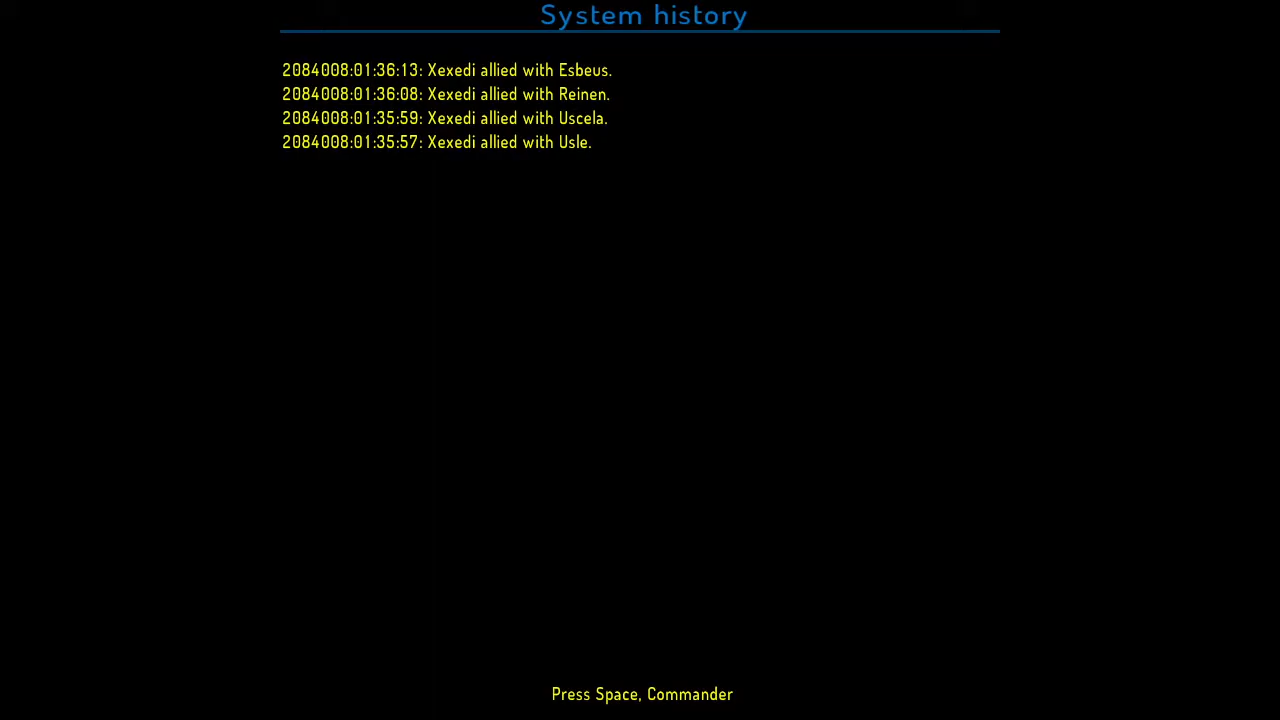 System history
2084008:01:36:13: Xexedi allied with Esbeus.
2084008:01:36:08: Xexedi allied with Reinen.
2084008:01:35:59: Xexedi allied with Uscela.
2084008:01:35:57: Xexedi allied with Usle.
Press Space, Commander